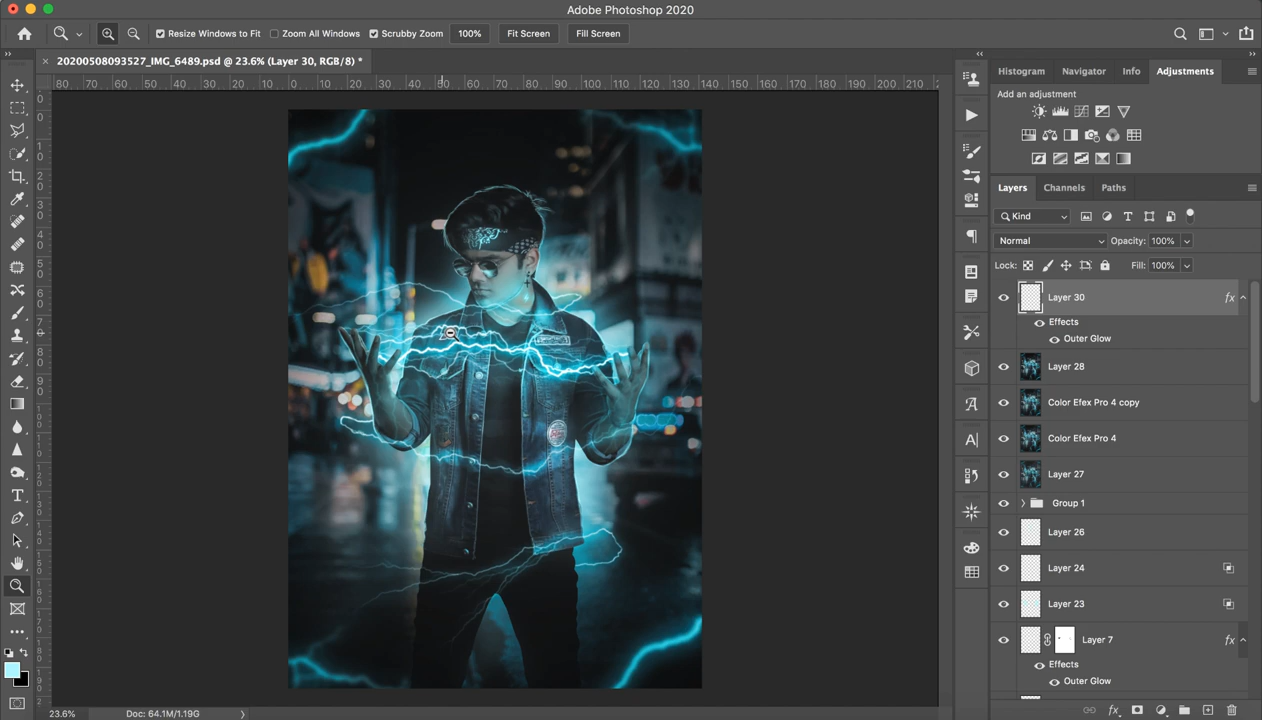 Adobe Photoshop 2020
Resize Windows to Fit Zoom All Windows Scrubby Zoom 100% Fit Screen Fill Screen
20200508093527_IMG_6489.psd @ 23.6% (Layer 30, RGB/8) *
Histogram Navigator Info Adjustments
80 70 60 50 40 30 20 10 0 10 20 30 40 50 60 70 80 90 100 110 120 130 140 150 160 170 180 190 200 210
Add an adjustment
Layers Channels Paths
Kind
Normal Opacity: 100%
Lock: Fill: 100%
Layer 30 fx
Effects
Outer Glow
Layer 28
Color Efex Pro 4 copy
Color Efex Pro 4
Layer 27
Group 1
Layer 26
Layer 24
Layer 23
Layer 7 fx
Effects
Outer Glow
23.6% Doc: 64.1M/1.19G
fx